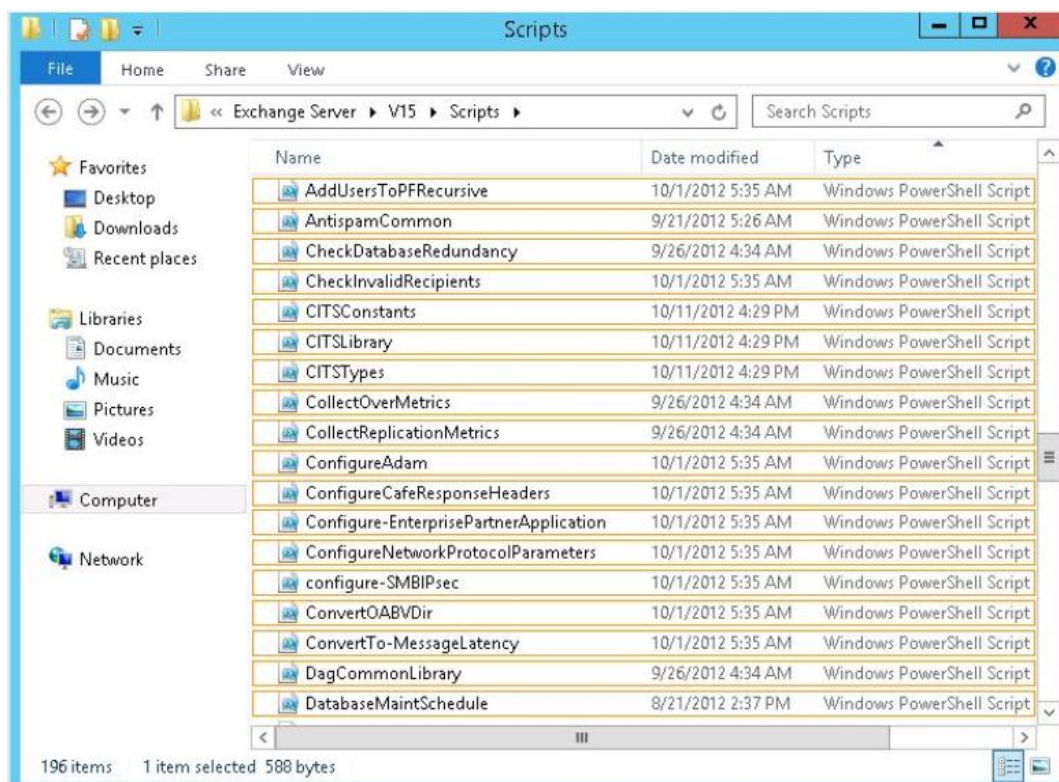 Scripts
File Home Share View
« Exchange Server ▸ V15 ▸ Scripts ▸ Search Scripts
Name Date modified Type
Favorites
Desktop
Downloads
Recent places
Libraries
Documents
Music
Pictures
Videos
Computer
Network
AddUsersToPFRecursive 10/1/2012 5:35 AM Windows PowerShell Script
AntispamCommon 9/21/2012 5:26 AM Windows PowerShell Script
CheckDatabaseRedundancy 9/26/2012 4:34 AM Windows PowerShell Script
CheckInvalidRecipients 10/1/2012 5:35 AM Windows PowerShell Script
CITSConstants 10/11/2012 4:29 PM Windows PowerShell Script
CITSLibrary 10/11/2012 4:29 PM Windows PowerShell Script
CITSTypes 10/11/2012 4:29 PM Windows PowerShell Script
CollectOverMetrics 9/26/2012 4:34 AM Windows PowerShell Script
CollectReplicationMetrics 9/26/2012 4:34 AM Windows PowerShell Script
ConfigureAdam 10/1/2012 5:35 AM Windows PowerShell Script
ConfigureCafeResponseHeaders 10/1/2012 5:35 AM Windows PowerShell Script
Configure-EnterprisePartnerApplication 10/1/2012 5:35 AM Windows PowerShell Script
ConfigureNetworkProtocolParameters 10/1/2012 5:35 AM Windows PowerShell Script
configure-SMBIPsec 10/1/2012 5:35 AM Windows PowerShell Script
ConvertOABVDir 10/1/2012 5:35 AM Windows PowerShell Script
ConvertTo-MessageLatency 10/1/2012 5:35 AM Windows PowerShell Script
DagCommonLibrary 9/26/2012 4:34 AM Windows PowerShell Script
DatabaseMaintSchedule 8/21/2012 2:37 PM Windows PowerShell Script
196 items 1 item selected 588 bytes